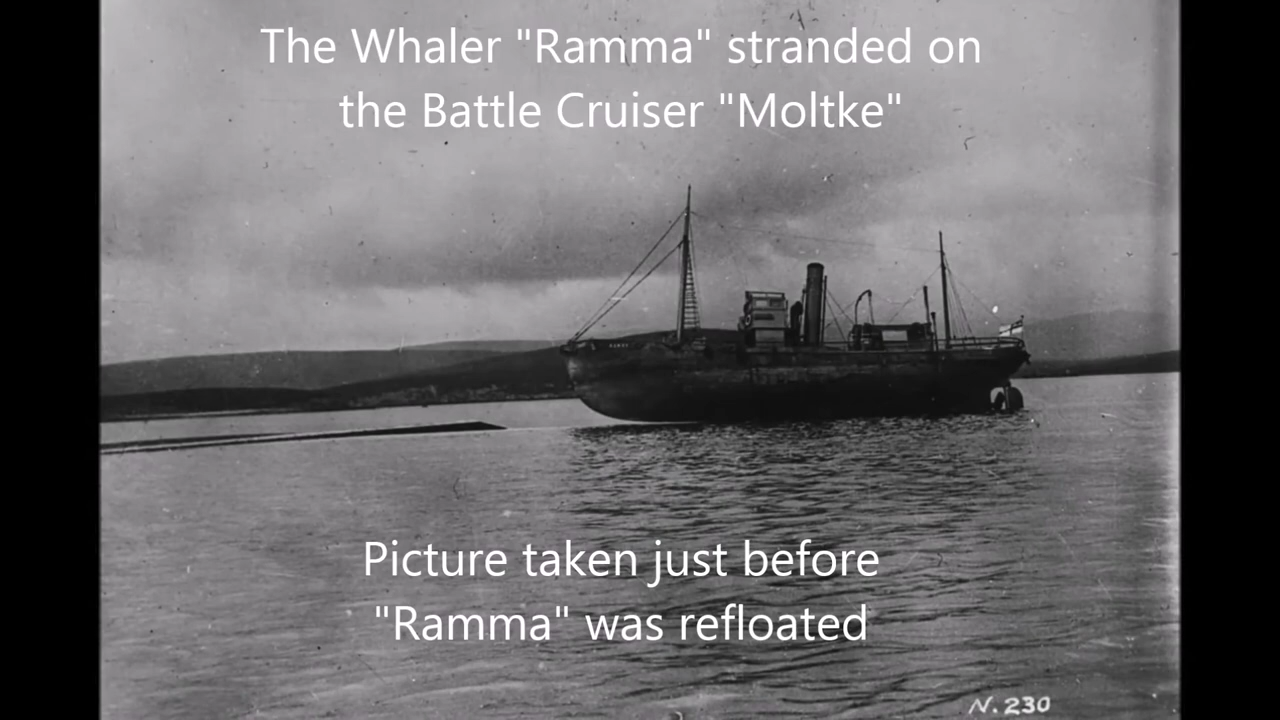 The Whaler "Ramma" stranded on
the Battle Cruiser "Moltke"
Picture taken just before
"Ramma" was refloated
N. 230